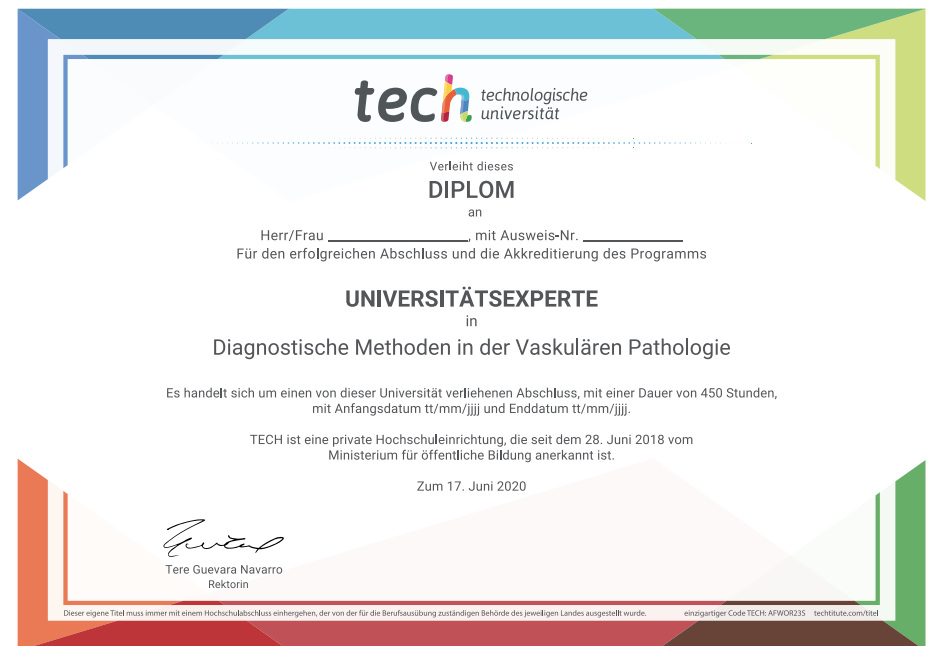 tech technologische
universität
Verleiht dieses
DIPLOM
an
Herr/Frau ____________________, mit Ausweis-Nr. ______________
Für den erfolgreichen Abschluss und die Akkreditierung des Programms
UNIVERSITÄTSEXPERTE
in
Diagnostische Methoden in der Vaskulären Pathologie
Es handelt sich um einen von dieser Universität verliehenen Abschluss, mit einer Dauer von 450 Stunden,
mit Anfangsdatum tt/mm/jjjj und Enddatum tt/mm/jjjj.
TECH ist eine private Hochschuleinrichtung, die seit dem 28. Juni 2018 vom
Ministerium für öffentliche Bildung anerkannt ist.
Zum 17. Juni 2020
Tere Guevara Navarro
Rektorin
Dieser eigene Titel muss immer mit einem Hochschulabschluss einhergehen, der von der für die Berufsausübung zuständigen Behörde des jeweiligen Landes ausgestellt wurde. einzigartiger Code TECH: AFWOR23S techtitute.com/titel